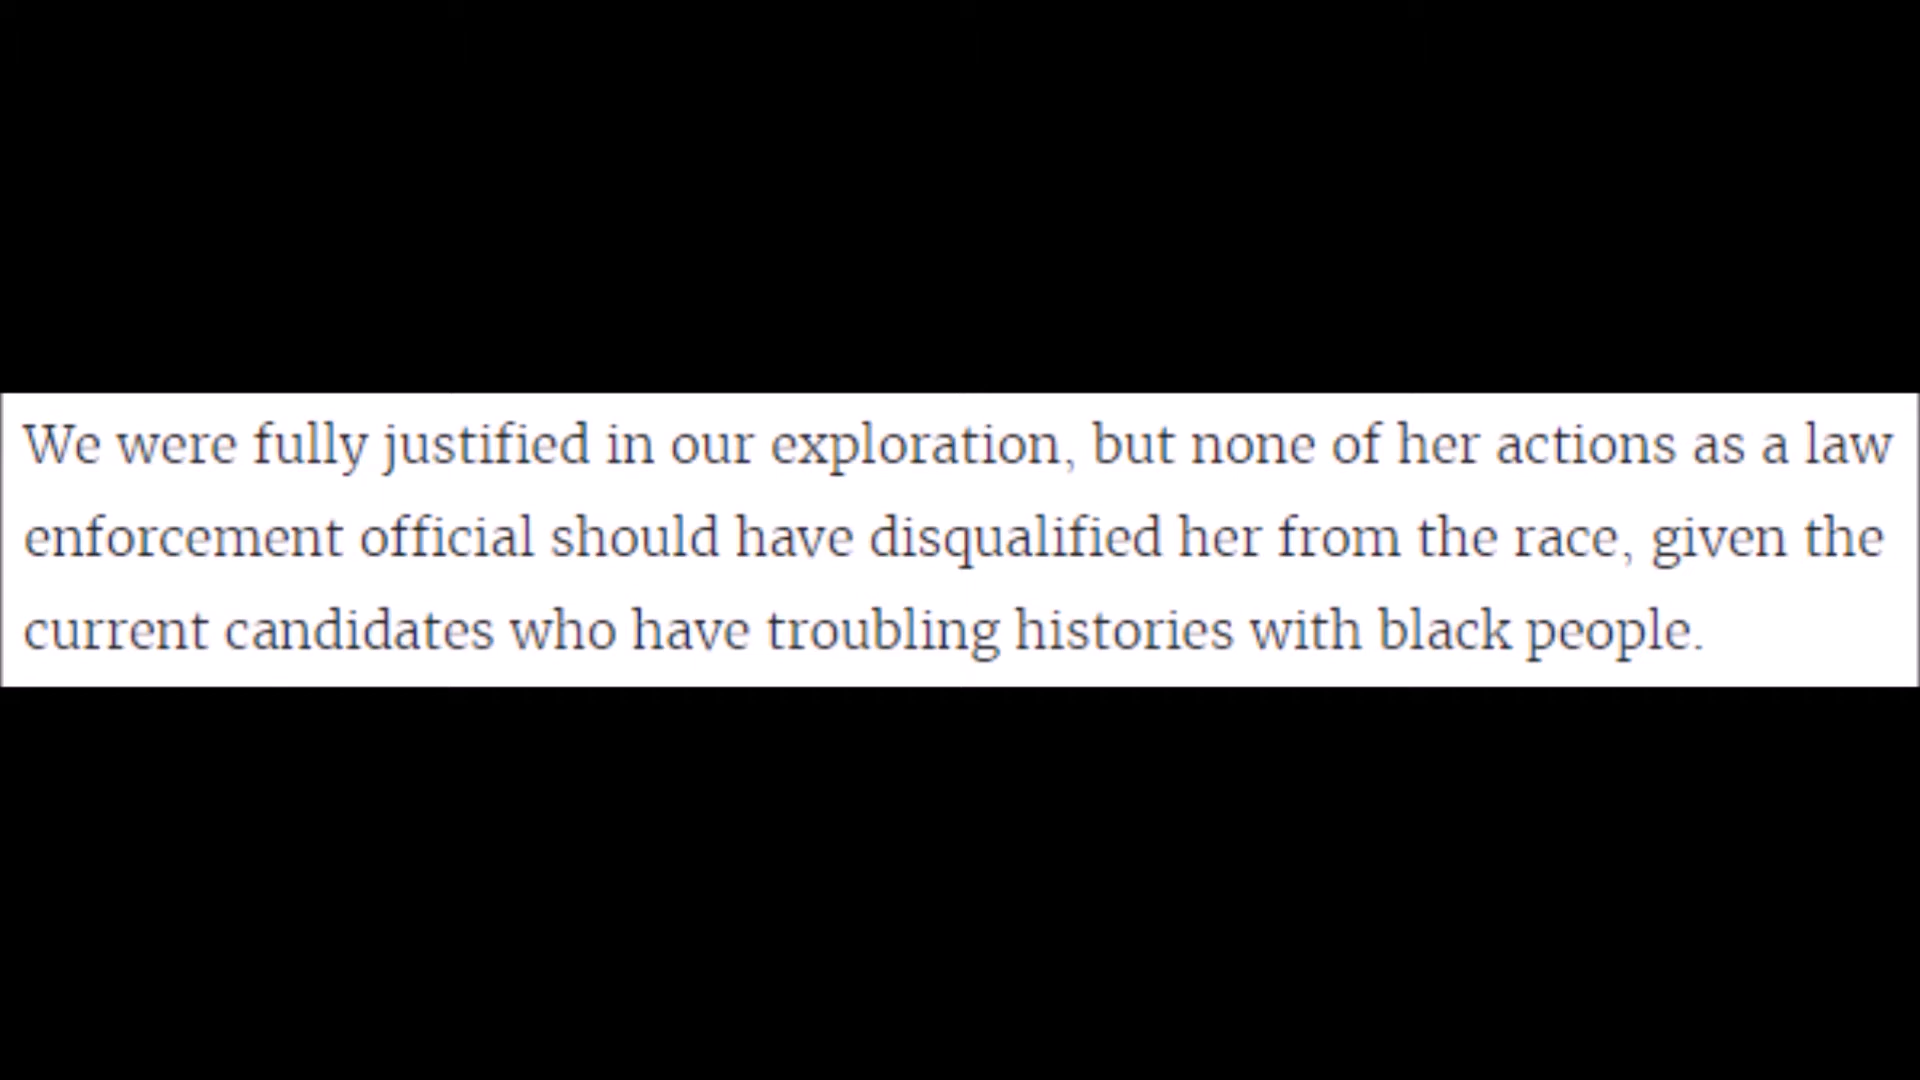 We were fully justified in our exploration, but none of her actions as a law
enforcement official should have disqualified her from the race, given the
current candidates who have troubling histories with black people.